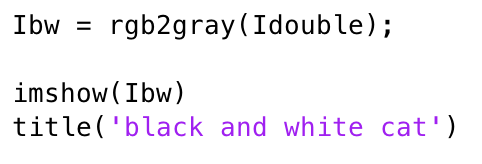 Ibw = rgb2gray(Idouble);
imshow(Ibw)
title('black and white cat')